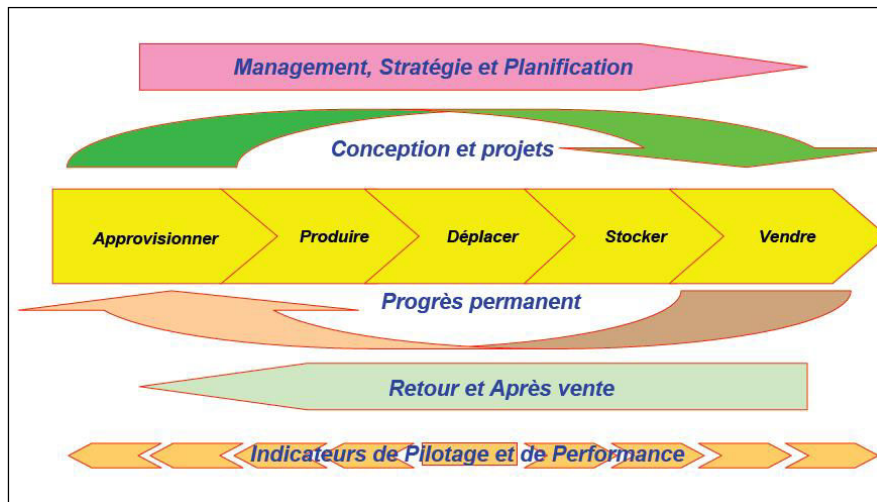 Management, Stratégie et Planification
Conception et projets
Approvisionner
Produire
Déplacer
Stocker
Vendre
Progrès permanent
Retour et Après vente
Indicateurs de Pilotage et de Performance